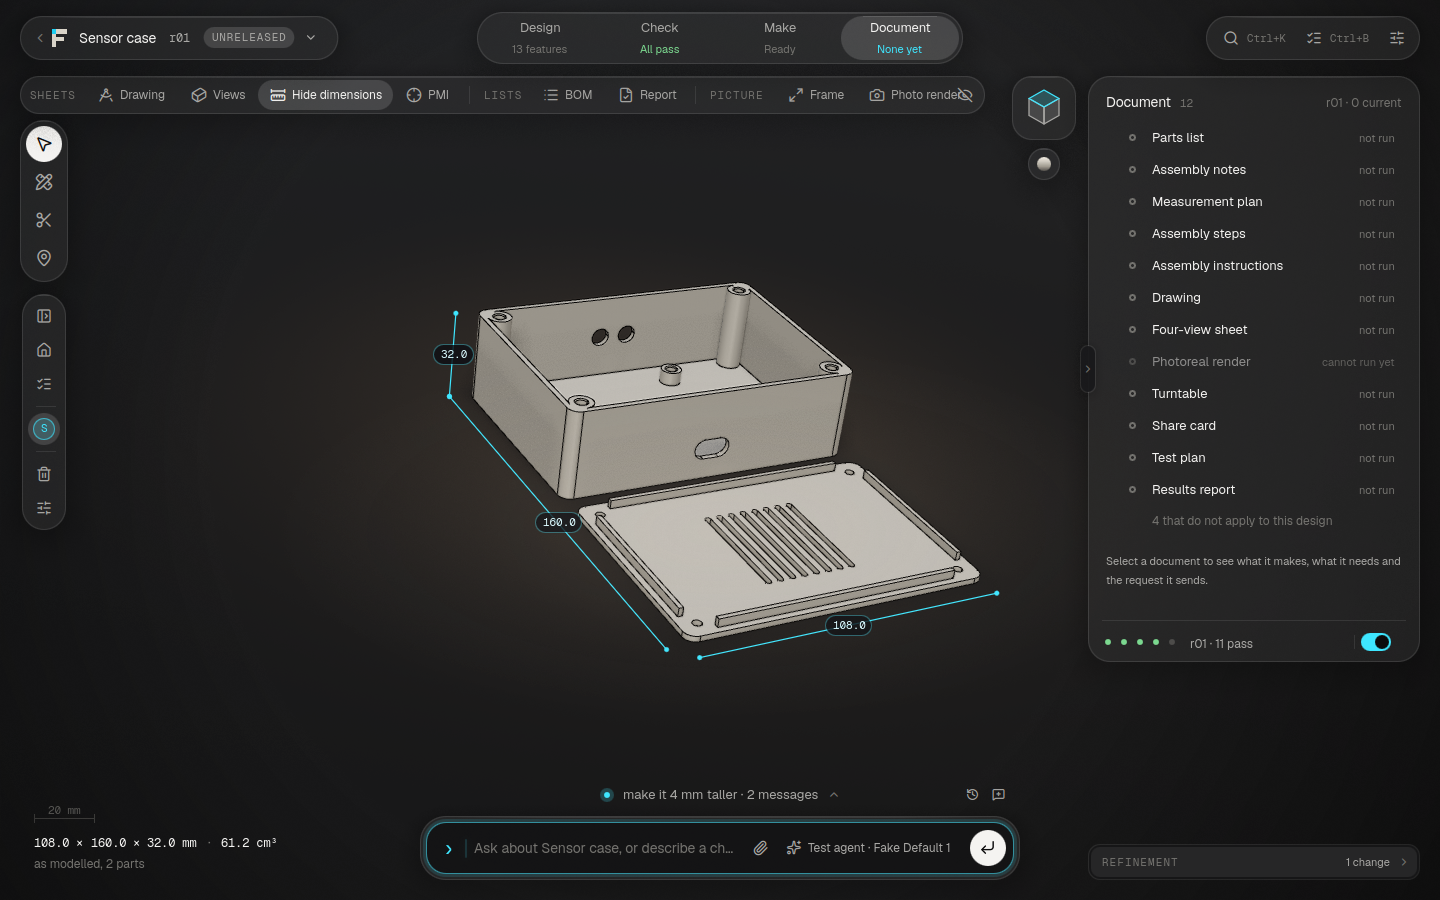 Sensor case r01 UNRELEASED
Design
13 features
Check
All pass
Make
Ready
Document
None yet
Ctrl+K Ctrl+B
SHEETS Drawing Views Hide dimensions PMI LISTS BOM Report PICTURE Frame Photo render
Document 12 r01 · 0 current
Parts list not run
Assembly notes not run
Measurement plan not run
Assembly steps not run
Assembly instructions not run
Drawing not run
Four-view sheet not run
Photoreal render cannot run yet
Turntable not run
Share card not run
Test plan not run
Results report not run
4 that do not apply to this design
Select a document to see what it makes, what it needs and
the request it sends.
r01 · 11 pass
S
32.0
160.0
108.0
make it 4 mm taller · 2 messages
Ask about Sensor case, or describe a ch...
Test agent · Fake Default 1
20 mm
108.0 × 160.0 × 32.0 mm · 61.2 cm³
as modelled, 2 parts
REFINEMENT 1 change